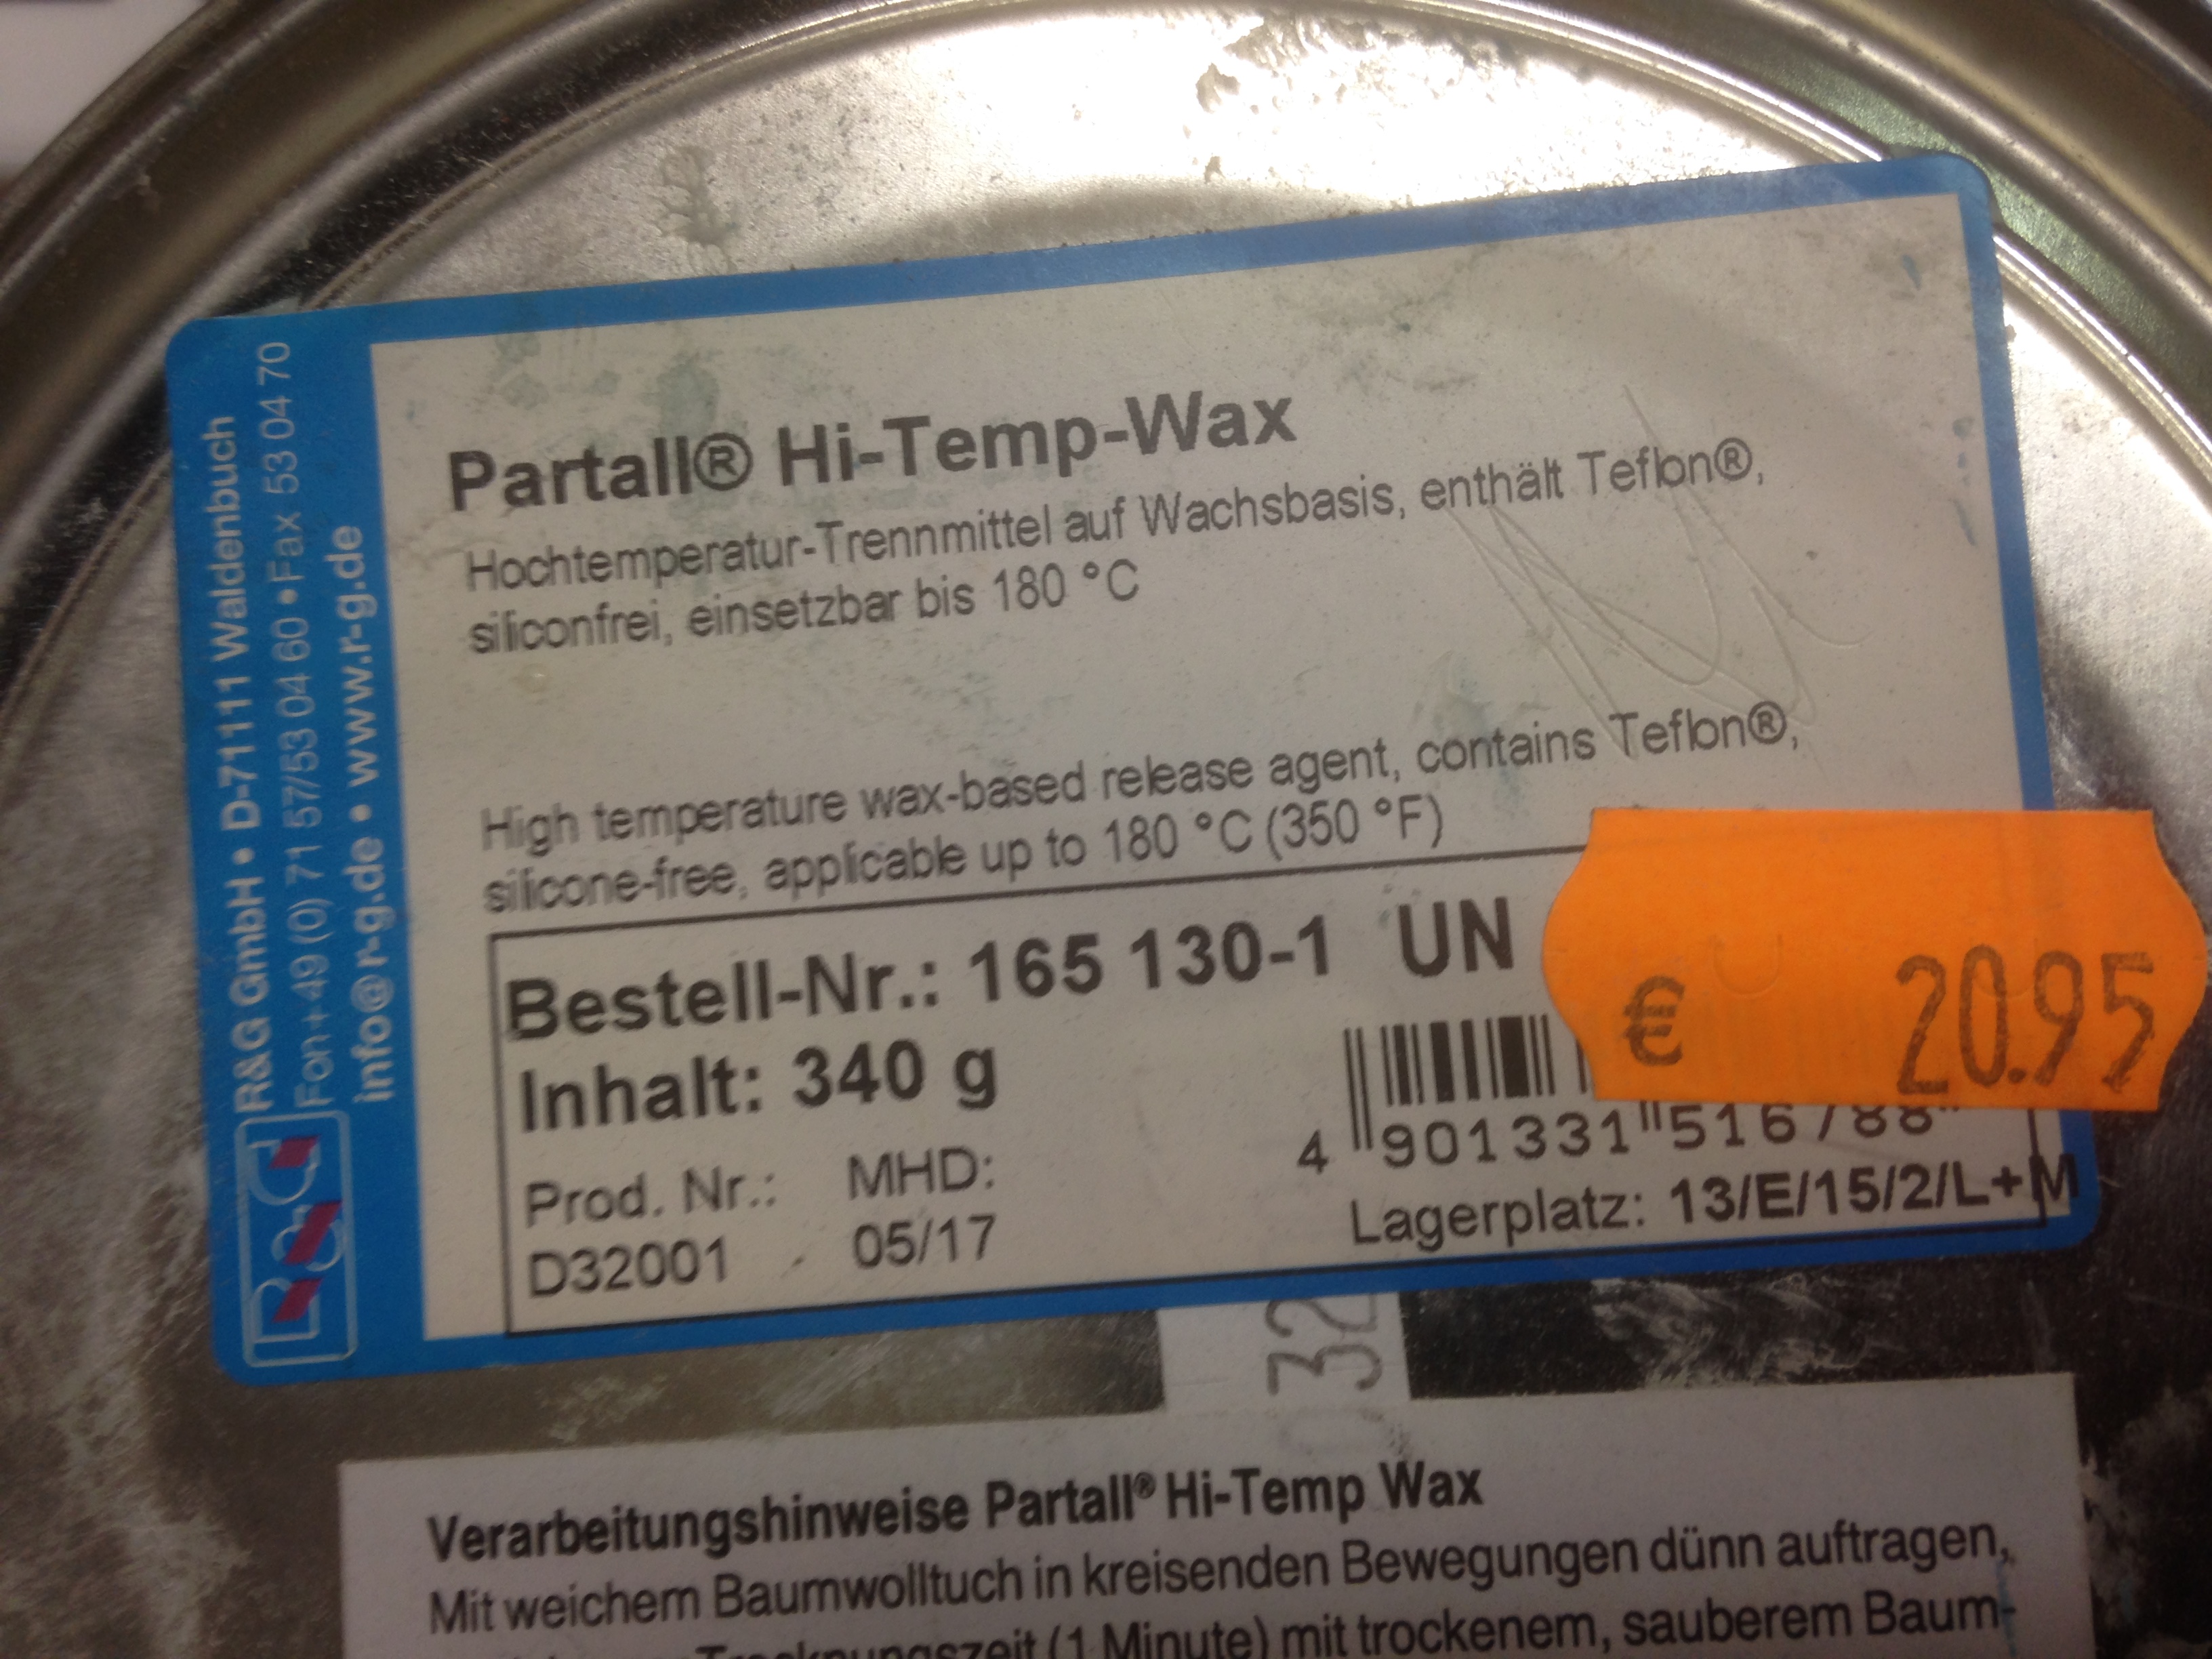 R&G GmbH • D-71111 Waldenbuch
Fon+49 (0) 71 57/53 04 60 • Fax 53 04 70
info@r-g.de • www.r-g.de
R&G
Partall® Hi-Temp-Wax
Hochtemperatur-Trennmittel auf Wachsbasis, enthält Teflon®,
siliconfrei, einsetzbar bis 180 °C
High temperature wax-based release agent, contains Teflon®,
silicone-free, applicable up to 180 °C (350 °F)
Bestell-Nr.: 165 130-1 UN
€ 20.95
Inhalt: 340 g
4 901331 516788
Prod. Nr.: MHD:
D32001 05/17
Lagerplatz: 13/E/15/2/L+M
032
Verarbeitungshinweise Partall® Hi-Temp Wax
Mit weichem Baumwolltuch in kreisenden Bewegungen dünn auftragen,
Trocknungszeit (1 Minute) mit trockenem, sauberem Baum-